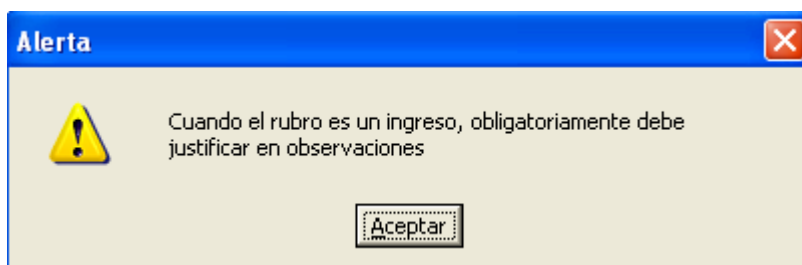 Alerta
Cuando el rubro es un ingreso, obligatoriamente debe
justificar en observaciones
Aceptar